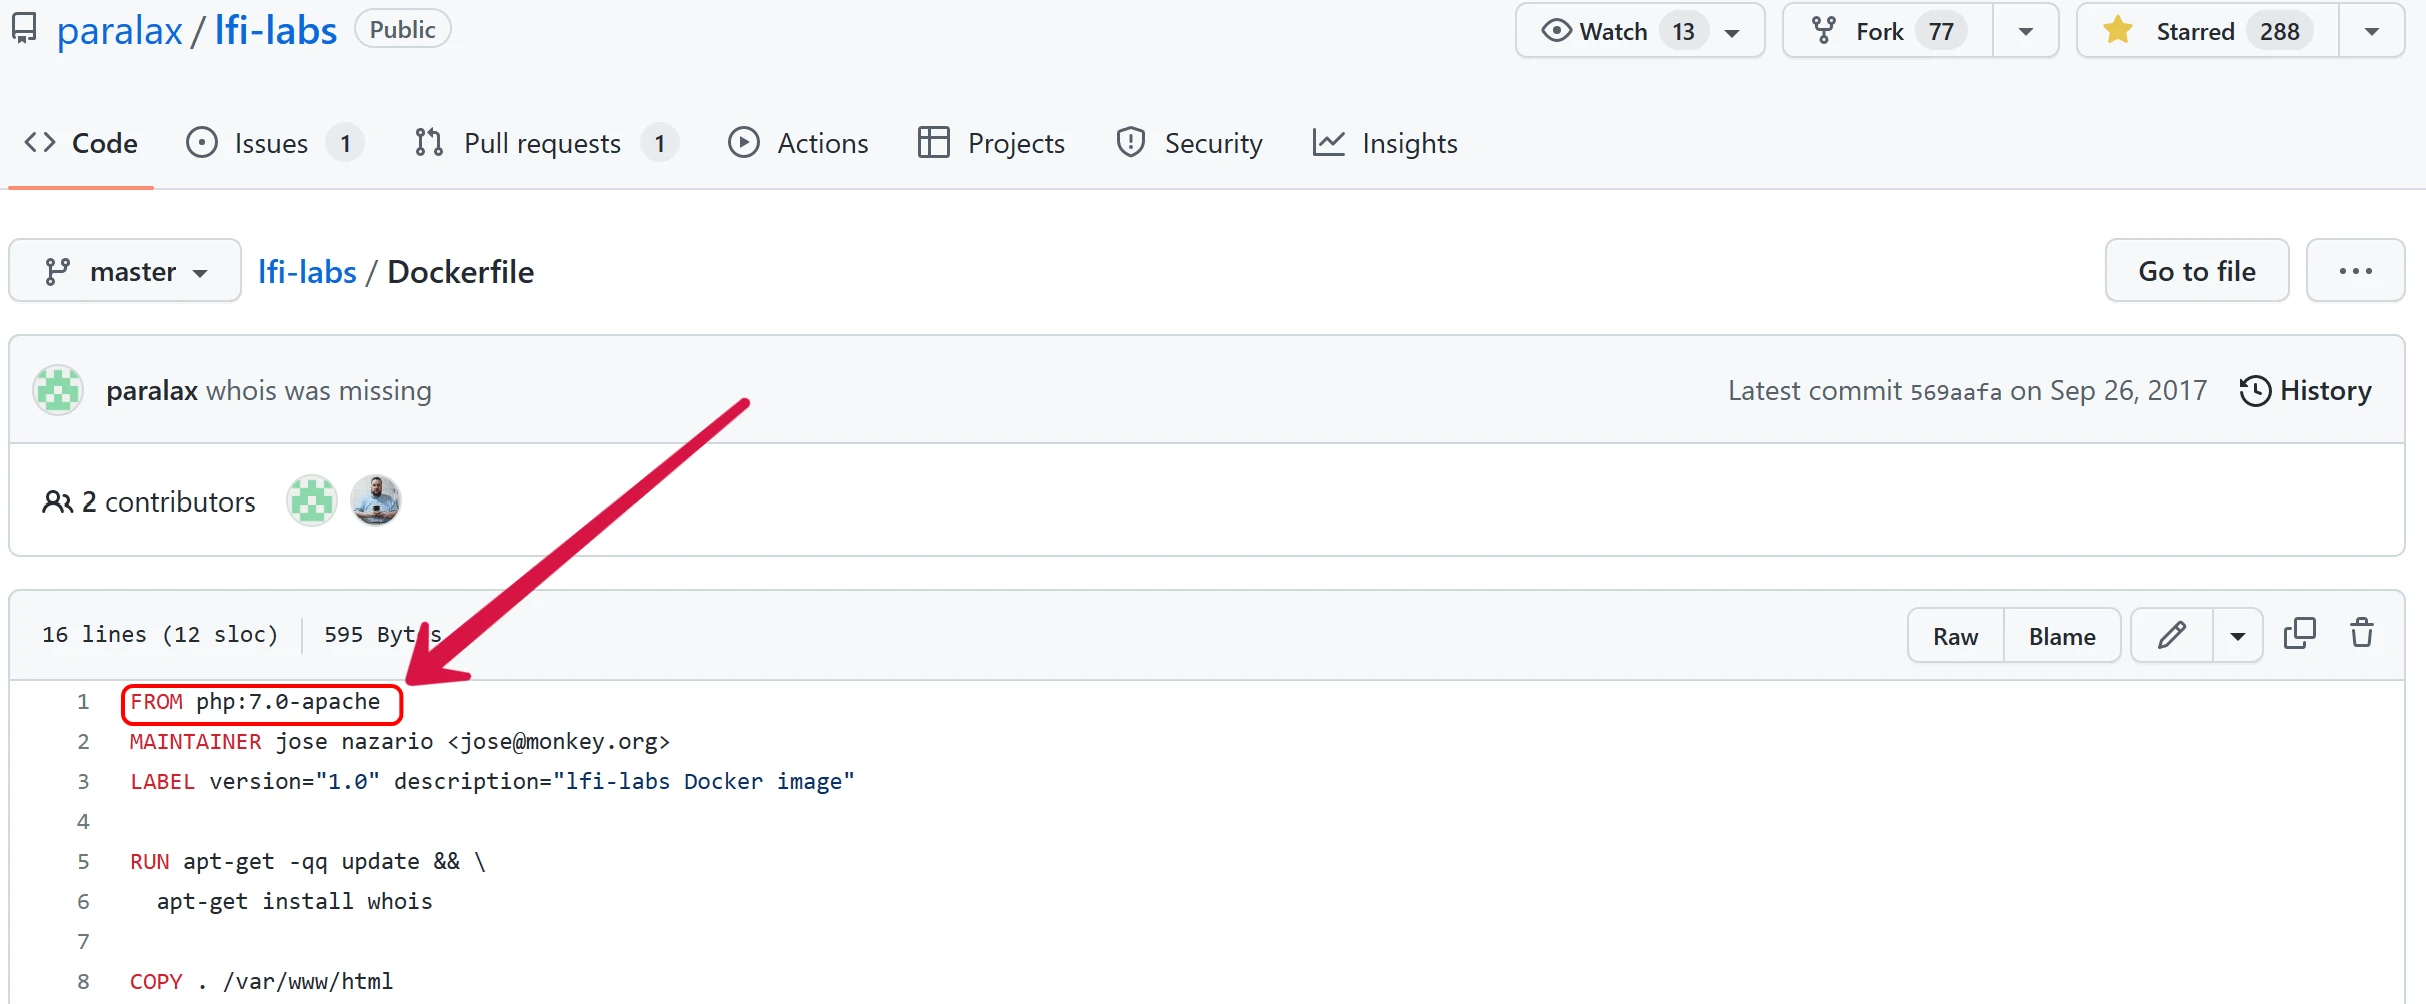 paralax / lfi-labs Public Watch 13 Fork 77 Starred 288
Code Issues 1 Pull requests 1 Actions Projects Security Insights
master lfi-labs / Dockerfile Go to file ...
paralax whois was missing Latest commit 569aafa on Sep 26, 2017 History
2 contributors
16 lines (12 sloc) 595 Bytes Raw Blame
1 FROM php:7.0-apache
2 MAINTAINER jose nazario <jose@monkey.org>
3 LABEL version="1.0" description="lfi-labs Docker image"
4
5 RUN apt-get -qq update && \
6 apt-get install whois
7
8 COPY . /var/www/html